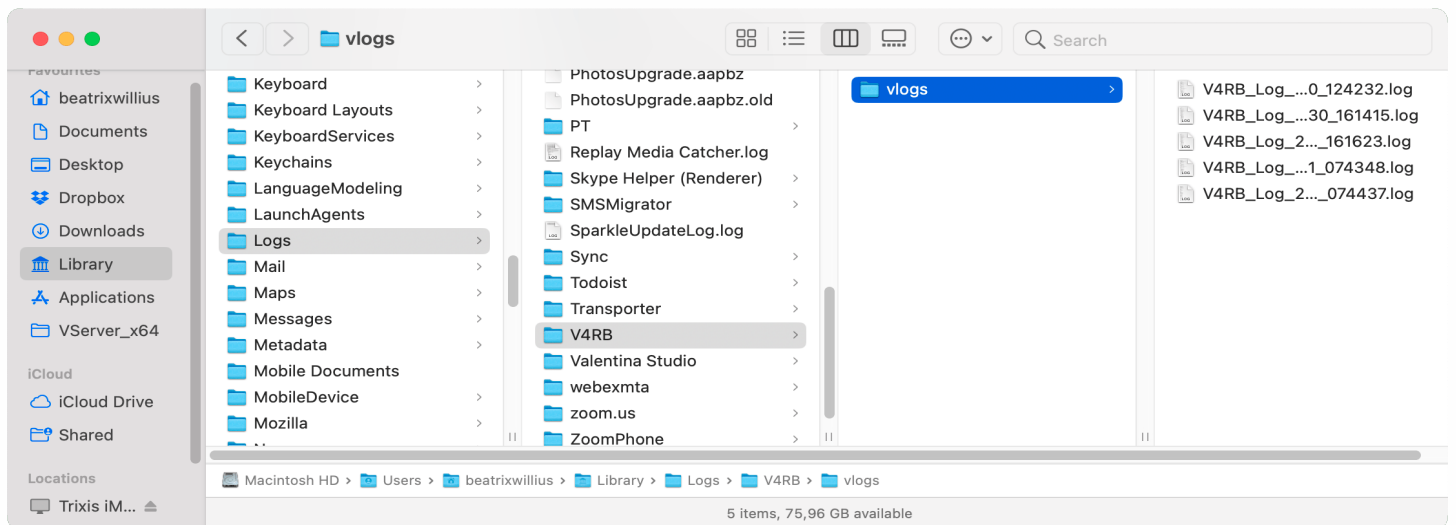 vlogs
Search
Favourites
beatrixwillius
Documents
Desktop
Dropbox
Downloads
Library
Applications
VServer_x64
iCloud
iCloud Drive
Shared
Locations
Trixis iM...
Keyboard
Keyboard Layouts
KeyboardServices
Keychains
LanguageModeling
LaunchAgents
Logs
Mail
Maps
Messages
Metadata
Mobile Documents
MobileDevice
Mozilla
PhotosUpgrade.aapbz
PhotosUpgrade.aapbz.old
PT
Replay Media Catcher.log
Skype Helper (Renderer)
SMSMigrator
SparkleUpdateLog.log
Sync
Todoist
Transporter
V4RB
Valentina Studio
webexmta
zoom.us
ZoomPhone
vlogs
V4RB_Log_...0_124232.log
V4RB_Log_...30_161415.log
V4RB_Log_2..._161623.log
V4RB_Log_...1_074348.log
V4RB_Log_2..._074437.log
Macintosh HD › Users › beatrixwillius › Library › Logs › V4RB › vlogs
5 items, 75,96 GB available